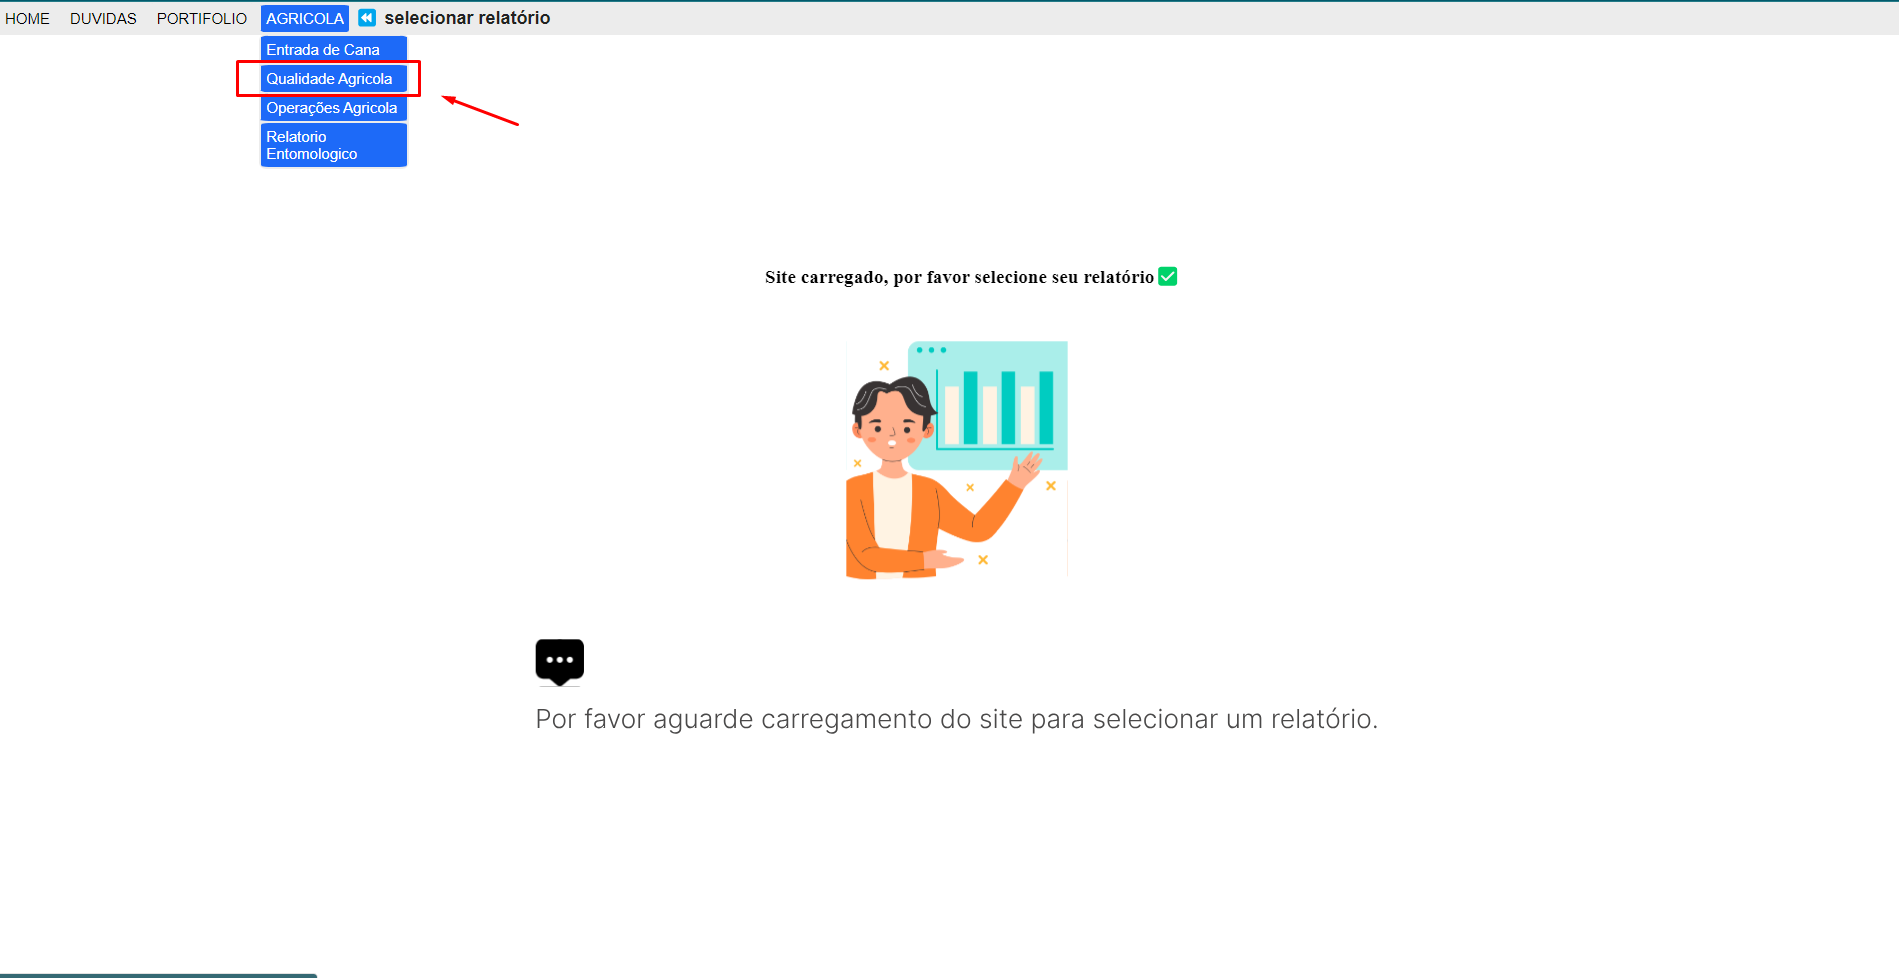 HOME DUVIDAS PORTIFOLIO AGRICOLA selecionar relatório
Entrada de Cana
Qualidade Agricola
Operações Agricola
Relatorio
Entomologico
Site carregado, por favor selecione seu relatório
Por favor aguarde carregamento do site para selecionar um relatório.